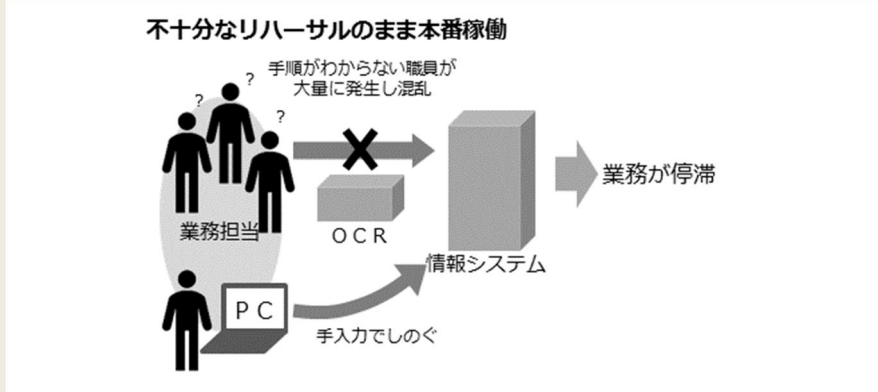 不十分なリハーサルのまま本番稼働
手順がわからない職員が
大量に発生し混乱
?
?
?
業務担当
OCR
情報システム
業務が停滞
PC
手入力でしのぐ